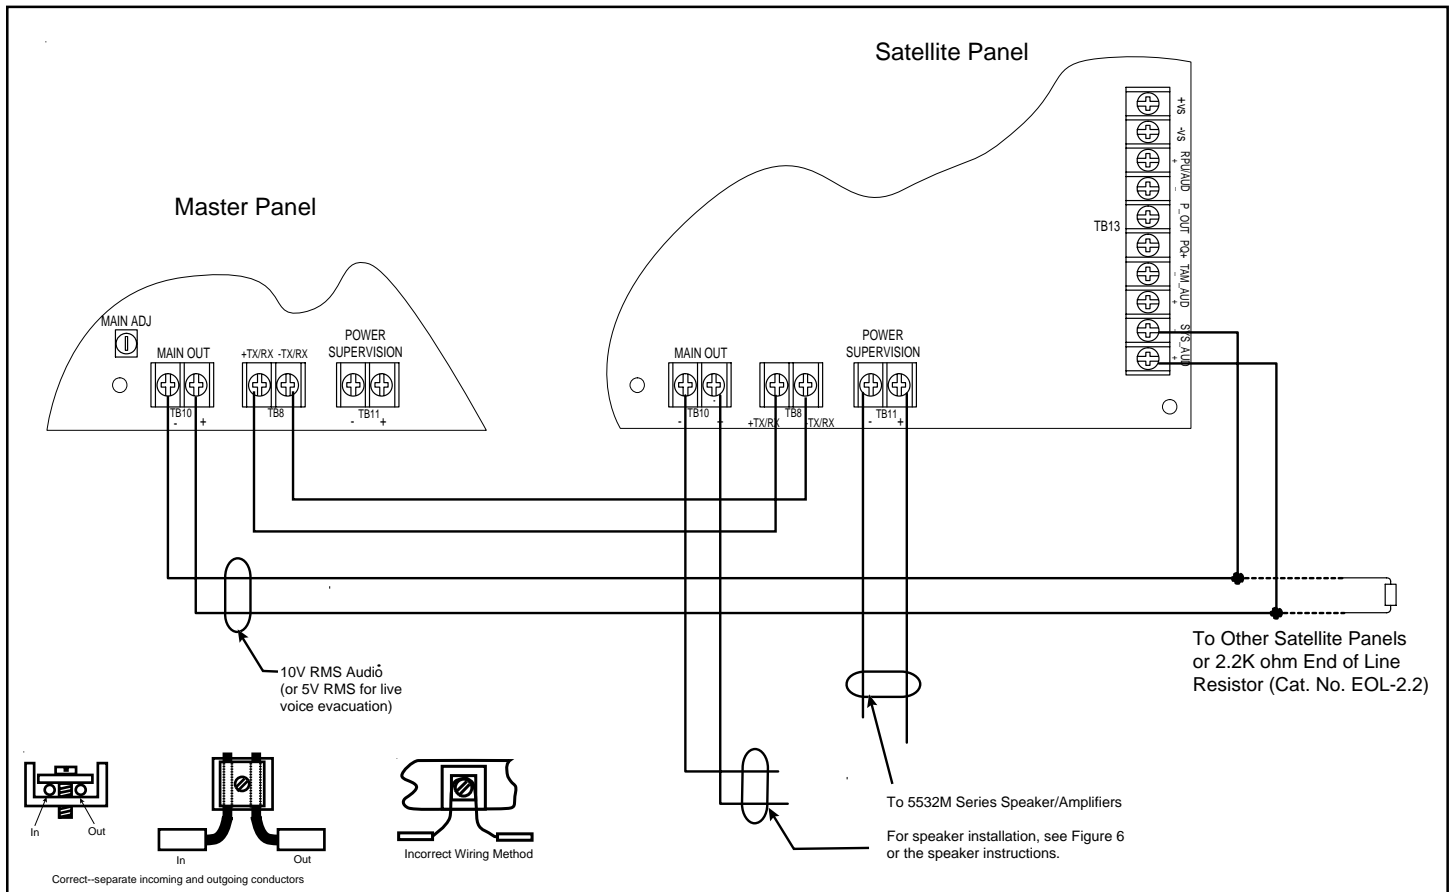 Satellite Panel
Master Panel
+vs
-vs
RPU/AUD
+
-
P_OUT
PQ+
TAM_AUD
-
+
SYS_AUD
-
+
TB13
MAIN ADJ
MAIN OUT
TB10
- +
+TX/RX -TX/RX
TB8
POWER
SUPERVISION
TB11
- +
MAIN OUT
TB10
- +
TB8
+TX/RX -TX/RX
POWER
SUPERVISION
TB11
- +
10V RMS Audio
(or 5V RMS for live
voice evacuation)
To Other Satellite Panels
or 2.2K ohm End of Line
Resistor (Cat. No. EOL-2.2)
To 5532M Series Speaker/Amplifiers
For speaker installation, see Figure 6
or the speaker instructions.
In
Out
In
Out
Correct--separate incoming and outgoing conductors
Incorrect Wiring Method